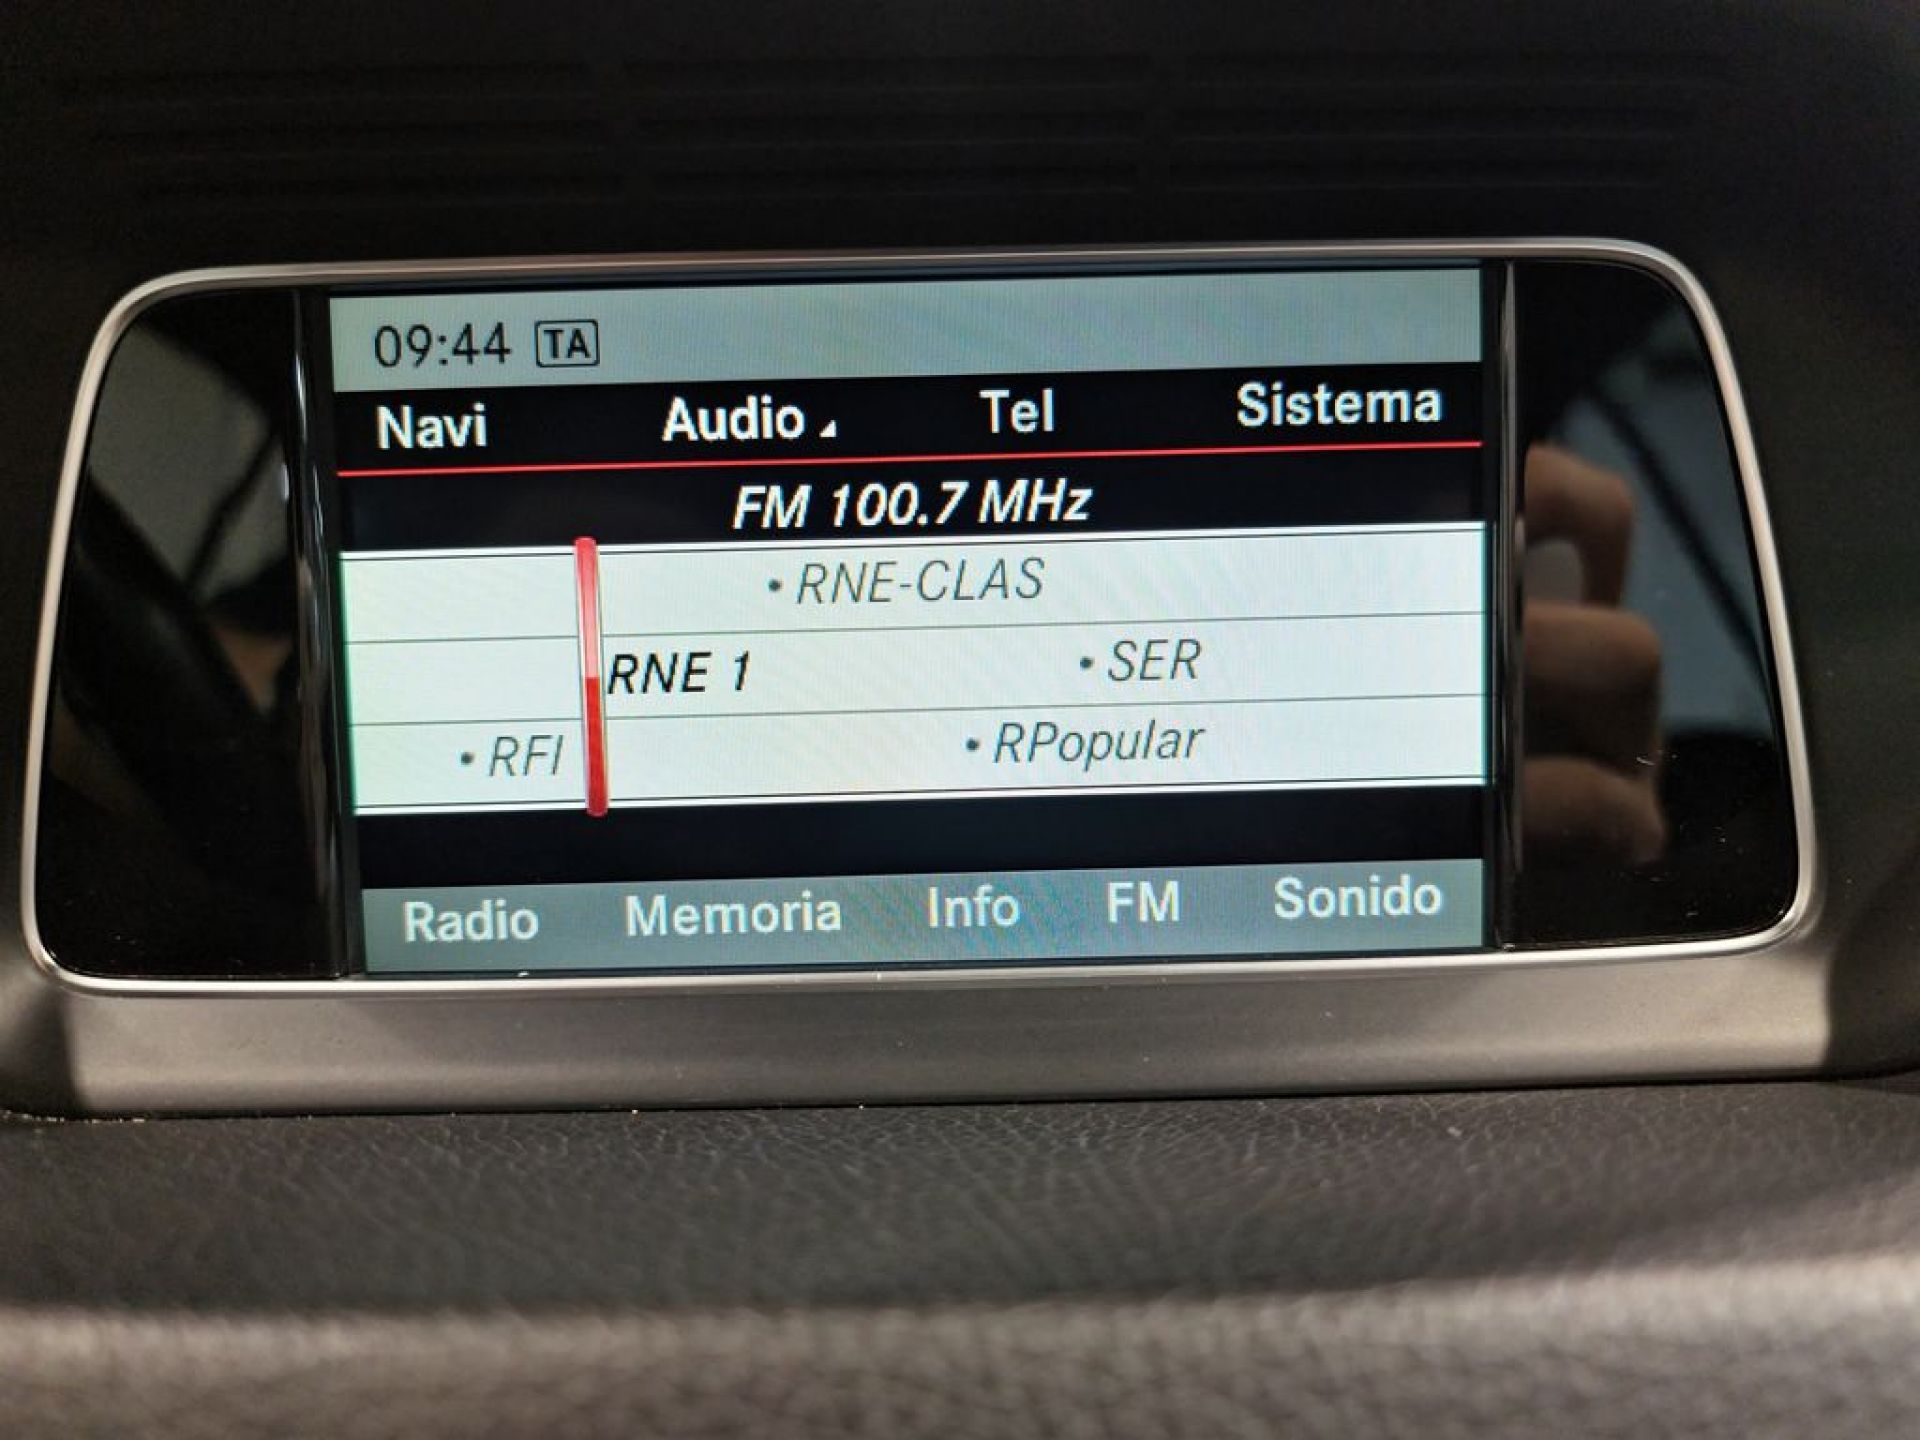 09:44 TA
Navi Audio Tel Sistema
FM 100.7 MHz
• RNE-CLAS
RNE 1 • SER
• RFI • RPopular
Radio Memoria Info FM Sonido